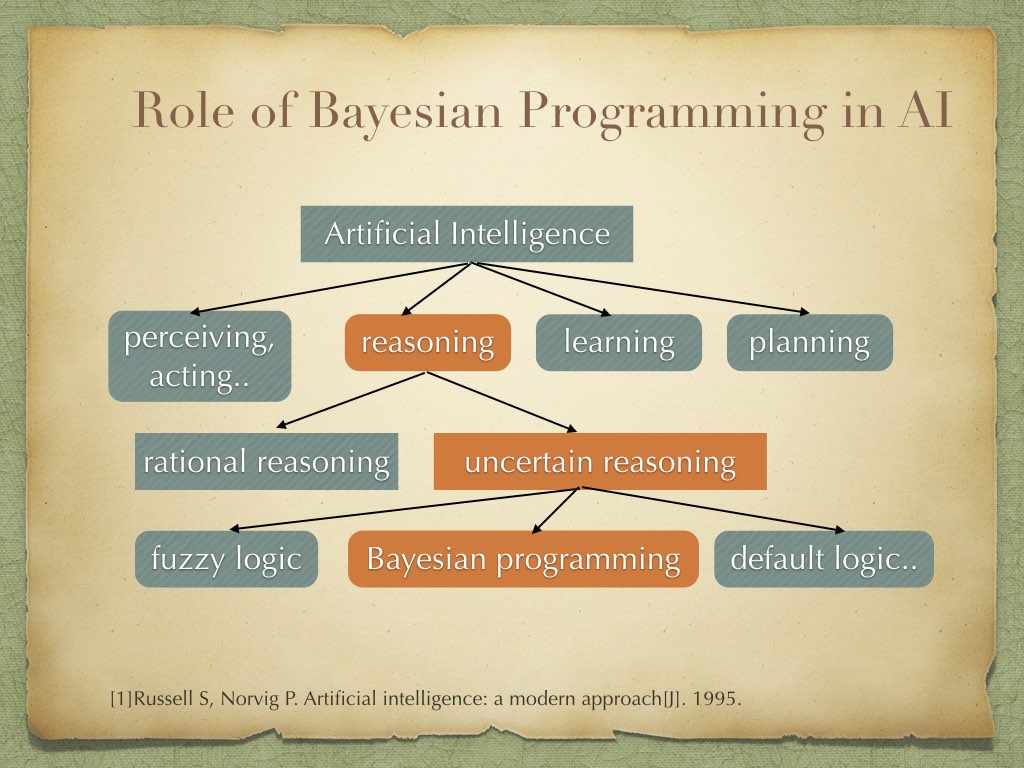 Role of Bayesian Programming in AI
Artificial Intelligence
perceiving,
acting..
reasoning
learning
planning
rational reasoning
uncertain reasoning
fuzzy logic
Bayesian programming
default logic..
[1]Russell S, Norvig P. Artificial intelligence: a modern approach[J]. 1995.